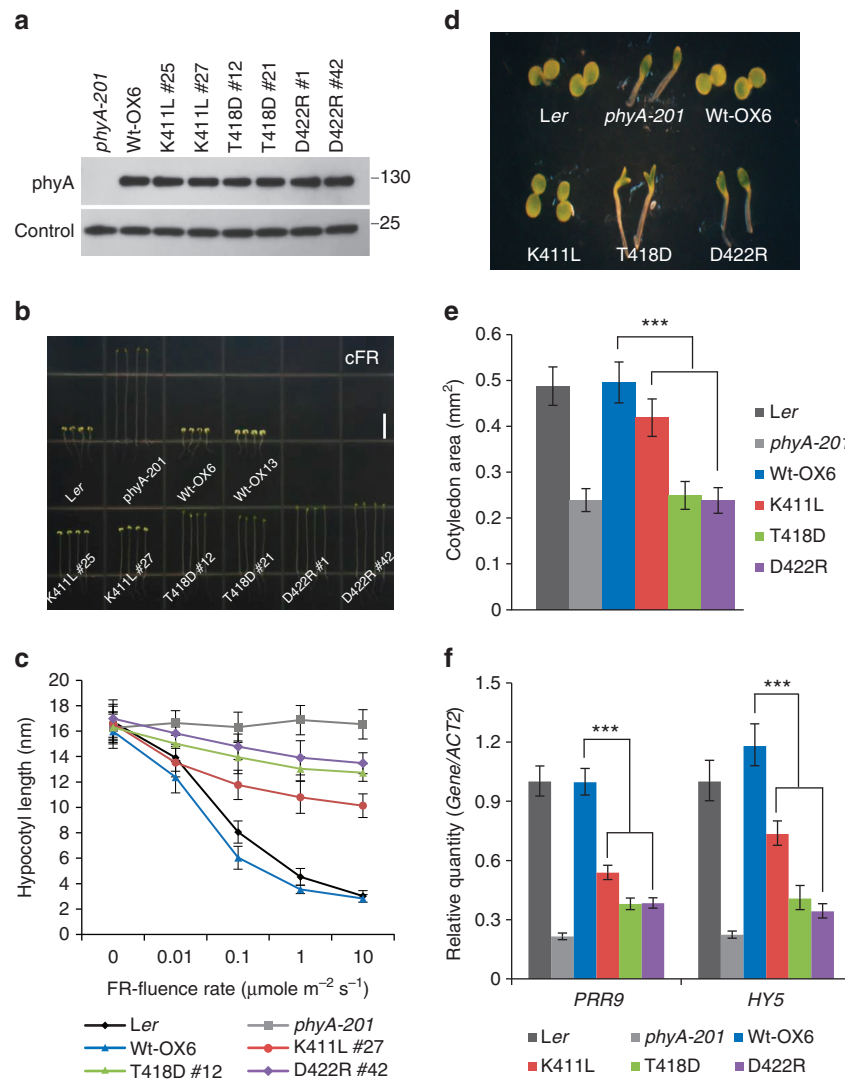 a
phyA-201
Wt-OX6
K411L #25
K411L #27
T418D #12
T418D #21
D422R #1
D422R #42
phyA
–130
Control
–25
b
cFR
Ler
phyA-201
Wt-OX6
Wt-OX13
K411L #25
K411L #27
T418D #12
T418D #21
D422R #1
D422R #42
c
Hypocotyl length (nm)
20
18
16
14
12
10
8
6
4
2
0
0 0.01 0.1 1 10
FR-fluence rate (µmole m–2 s–1)
Ler phyA-201
Wt-OX6 K411L #27
T418D #12 D422R #42
d
Ler phyA-201 Wt-OX6
K411L T418D D422R
e
Cotyledon area (mm2)
0.6
0.5
0.4
0.3
0.2
0.1
0
***
Ler
phyA-201
Wt-OX6
K411L
T418D
D422R
f
Relative quantity (Gene/ACT2)
1.5
1.2
0.9
0.6
0.3
0
***
***
PRR9 HY5
Ler phyA-201 Wt-OX6
K411L T418D D422R